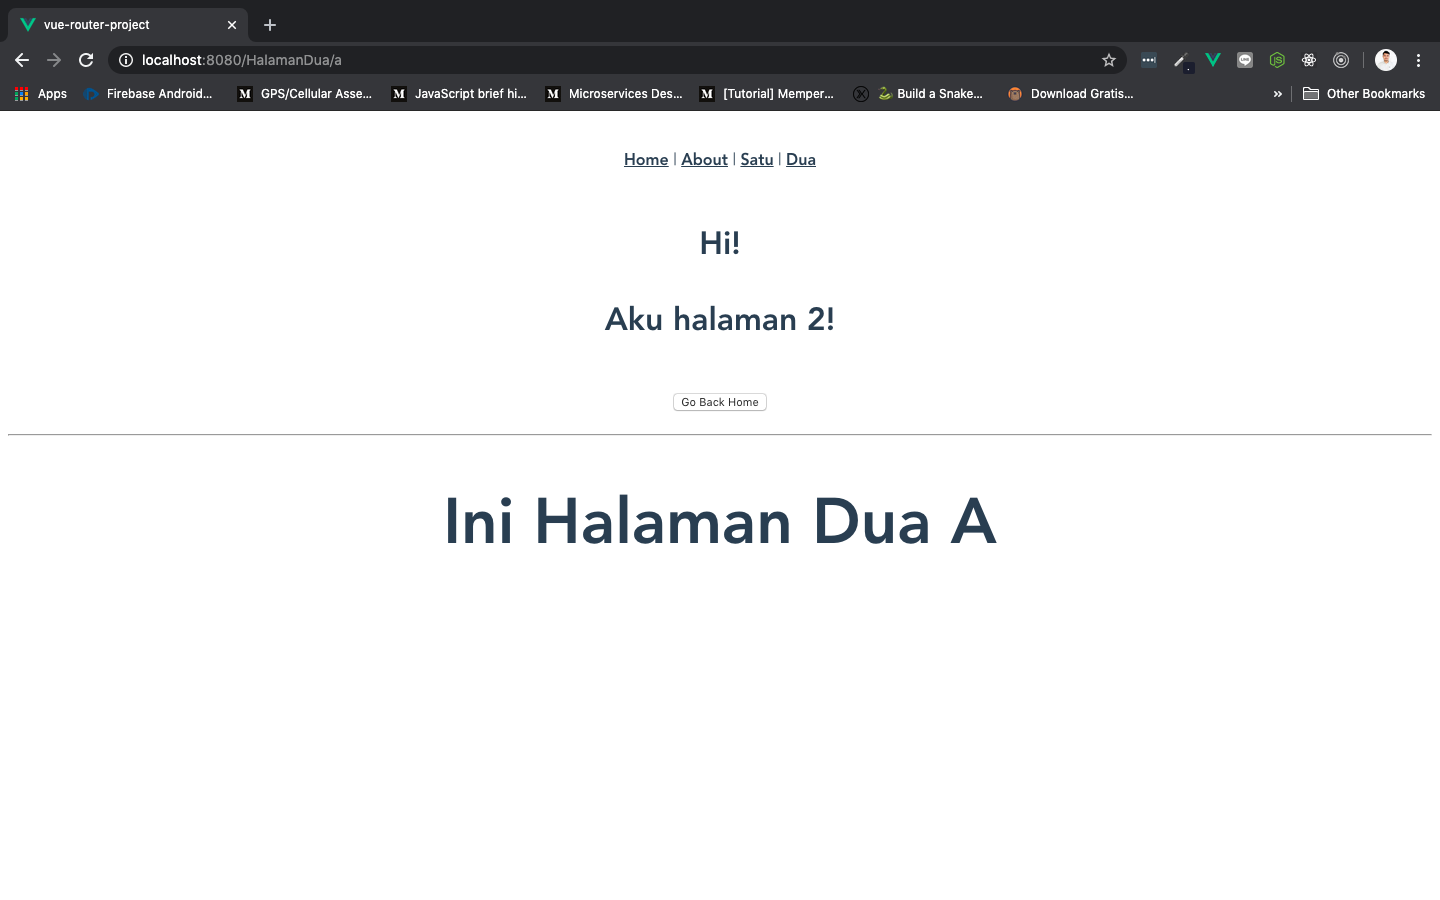 vue-router-project
localhost:8080/HalamanDua/a
Apps Firebase Android... GPS/Cellular Asse... JavaScript brief hi... Microservices Des... [Tutorial] Memper... Build a Snake... Download Gratis... » Other Bookmarks
Home | About | Satu | Dua
Hi!
Aku halaman 2!
Go Back Home
Ini Halaman Dua A